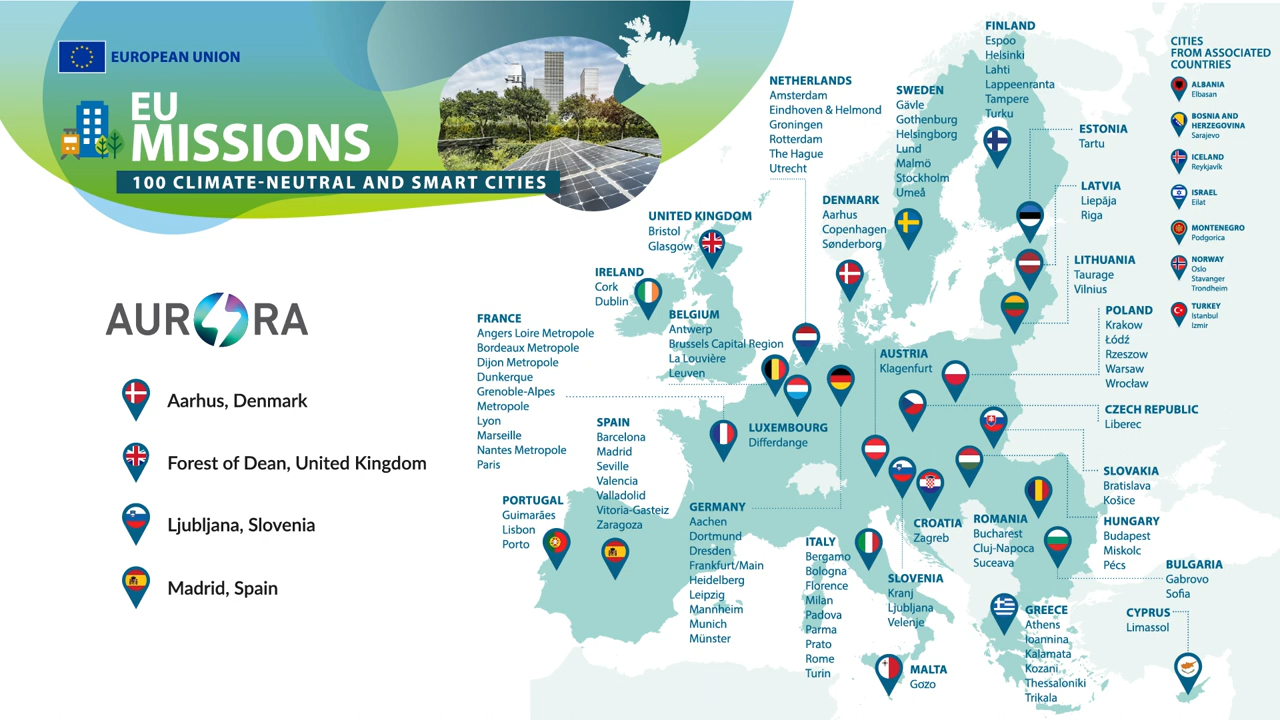 EUROPEAN UNION
EU
MISSIONS
100 CLIMATE-NEUTRAL AND SMART CITIES
AURORA
Aarhus, Denmark
Forest of Dean, United Kingdom
Ljubljana, Slovenia
Madrid, Spain
FINLAND
Espoo
Helsinki
Lahti
Lappeenranta
Tampere
Turku
NETHERLANDS
Amsterdam
Eindhoven & Helmond
Groningen
Rotterdam
The Hague
Utrecht
SWEDEN
Gävle
Gothenburg
Helsingborg
Lund
Malmö
Stockholm
Umeå
ESTONIA
Tartu
LATVIA
Liepāja
Riga
DENMARK
Aarhus
Copenhagen
Sønderborg
UNITED KINGDOM
Bristol
Glasgow
IRELAND
Cork
Dublin
LITHUANIA
Taurage
Vilnius
FRANCE
Angers Loire Metropole
Bordeaux Metropole
Dijon Metropole
Dunkerque
Grenoble-Alpes
Metropole
Lyon
Marseille
Nantes Metropole
Paris
BELGIUM
Antwerp
Brussels Capital Region
La Louvière
Leuven
POLAND
Krakow
Łódź
Rzeszow
Warsaw
Wrocław
AUSTRIA
Klagenfurt
CZECH REPUBLIC
Liberec
LUXEMBOURG
Differdange
SPAIN
Barcelona
Madrid
Seville
Valencia
Valladolid
Vitoria-Gasteiz
Zaragoza
SLOVAKIA
Bratislava
Košice
PORTUGAL
Guimarães
Lisbon
Porto
GERMANY
Aachen
Dortmund
Dresden
Frankfurt/Main
Heidelberg
Leipzig
Mannheim
Munich
Münster
CROATIA
Zagreb
ROMANIA
Bucharest
Cluj-Napoca
Suceava
HUNGARY
Budapest
Miskolc
Pécs
ITALY
Bergamo
Bologna
Florence
Milan
Padova
Parma
Prato
Rome
Turin
SLOVENIA
Kranj
Ljubljana
Velenje
BULGARIA
Gabrovo
Sofia
GREECE
Athens
Ioannina
Kalamata
Kozani
Thessaloniki
Trikala
CYPRUS
Limassol
MALTA
Gozo
CITIES
FROM ASSOCIATED
COUNTRIES
ALBANIA
Elbasan
BOSNIA AND
HERZEGOVINA
Sarajevo
ICELAND
Reykjavík
ISRAEL
Eilat
MONTENEGRO
Podgorica
NORWAY
Oslo
Stavanger
Trondheim
TURKEY
Istanbul
Izmir